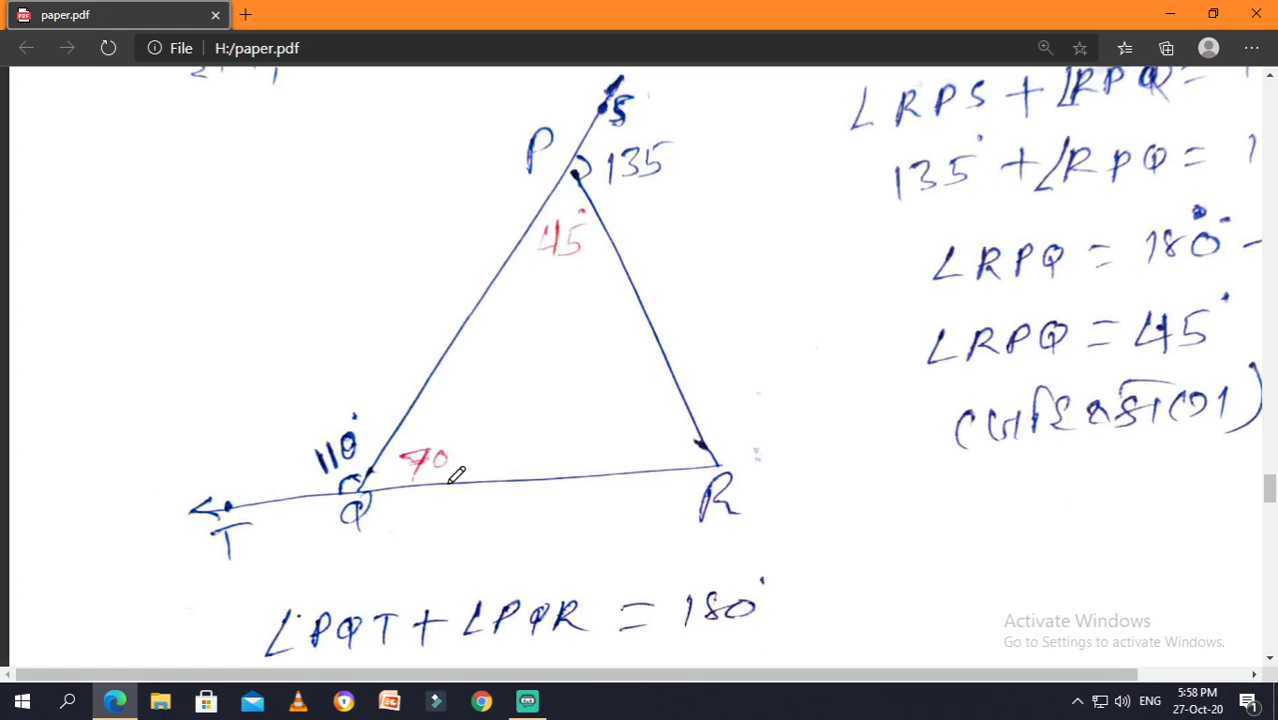 paper.pdf
File H:/paper.pdf
S
P 135
45°
110° 70
T Q R
∠PQT + ∠PQR = 180°
∠RPS + ∠RPQ =
135° + ∠RPQ =
∠RPQ = 180° -
∠RPQ = 45°
Activate Windows
Go to Settings to activate Windows.
ENG
5:58 PM
27-Oct-20